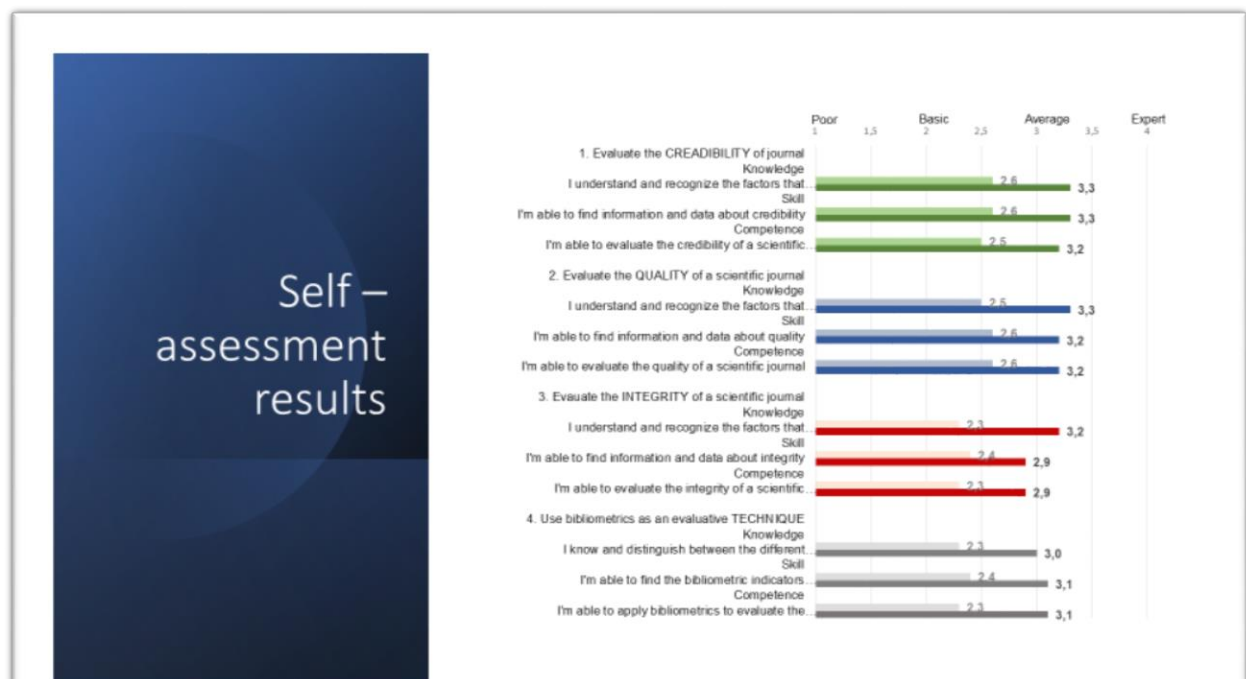 Self –
assessment
results
Poor Basic Average Expert
1 1,5 2 2,5 3 3,5 4
1. Evaluate the CREADIBILITY of journal
Knowledge
I understand and recognize the factors that... 2,6 3,3
Skill
I'm able to find information and data about credibility 2,6 3,3
Competence
I'm able to evaluate the credibility of a scientific... 2,5 3,2
2. Evaluate the QUALITY of a scientific journal
Knowledge
I understand and recognize the factors that... 2,5 3,3
Skill
I'm able to find information and data about quality 2,6 3,2
Competence
I'm able to evaluate the quality of a scientific journal 2,6 3,2
3. Evauate the INTEGRITY of a scientific journal
Knowledge
I understand and recognize the factors that... 2,3 3,2
Skill
I'm able to find information and data about integrity 2,4 2,9
Competence
I'm able to evaluate the integrity of a scientific... 2,3 2,9
4. Use bibliometrics as an evaluative TECHNIQUE
Knowledge
I know and distinguish between the different... 2,3 3,0
Skill
I'm able to find the bibliometric indicators 2,4 3,1
Competence
I'm able to apply bibliometrics to evaluate the... 2,3 3,1